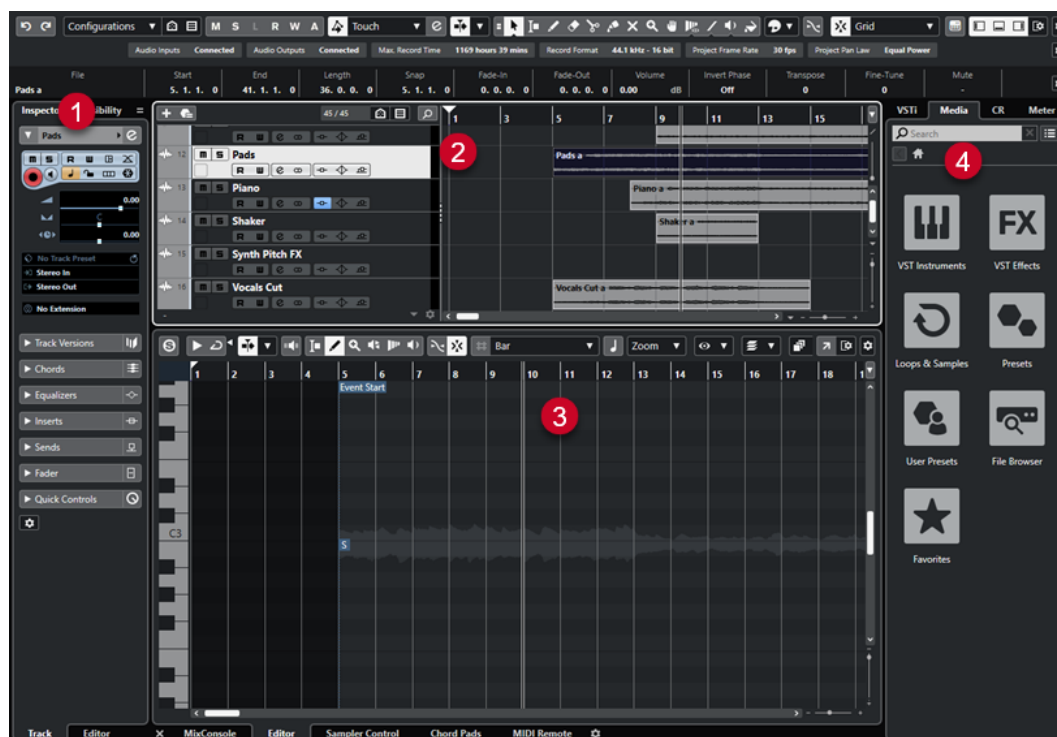 Configurations M S L R W A Touch Grid
Audio Inputs Connected Audio Outputs Connected Max. Record Time 1169 hours 39 mins Record Format 44.1 kHz - 16 bit Project Frame Rate 30 fps Project Pan Law Equal Power
File Start End Length Snap Fade-In Fade-Out Volume Invert Phase Transpose Fine-Tune Mute
Pads a 5. 1. 1. 0 41. 1. 1. 0 36. 0. 0. 0 5. 1. 1. 0 0. 0. 0. 0 0. 0. 0. 0 0.00 dB Off 0 0 -
Inspecto
1
ibility
Pads
0.00
C
0.00
No Track Preset
Stereo In
Stereo Out
No Extension
Track Versions
Chords
Equalizers
Inserts
Sends
Fader
Quick Controls
45 / 45
1 3 5 7 9 11 13 15
2
12 m S Pads
R W e
Pads a
13 m S Piano
R W e
Piano a
14 m S Shaker
R W e
Shaker a
15 m S Synth Pitch FX
R W e
16 m S Vocals Cut
R W e
Vocals Cut a
S Bar Zoom
1 2 3 4 5 6 7 8 9 10 11 12 13 14 15 16 17 18
Event Start
3
C3
S
VSTi Media CR Meter
Search
4
VST Instruments
FX
VST Effects
Loops & Samples
Presets
User Presets
File Browser
Favorites
Track Editor X MixConsole Editor Sampler Control Chord Pads MIDI Remote